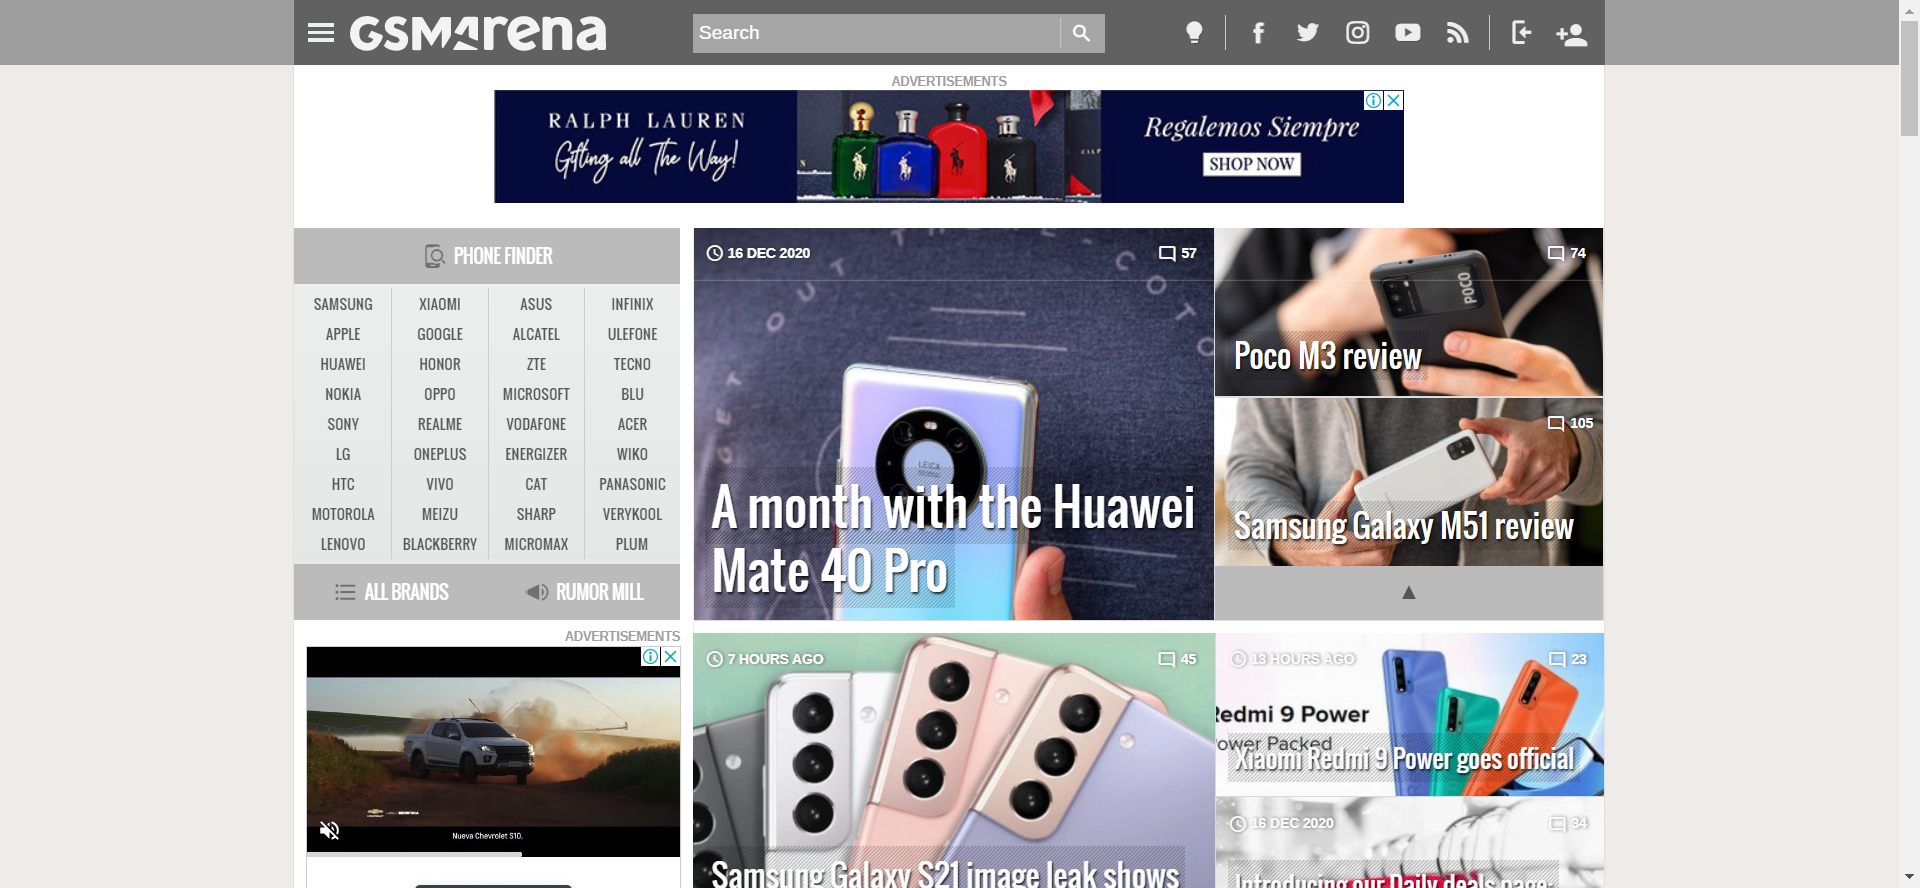 GSMArena
Search
ADVERTISEMENTS
RALPH LAUREN
Gifting all The Way!
Regalemos Siempre
SHOP NOW
PHONE FINDER
SAMSUNG XIAOMI ASUS INFINIX
APPLE GOOGLE ALCATEL ULEFONE
HUAWEI HONOR ZTE TECNO
NOKIA OPPO MICROSOFT BLU
SONY REALME VODAFONE ACER
LG ONEPLUS ENERGIZER WIKO
HTC VIVO CAT PANASONIC
MOTOROLA MEIZU SHARP VERYKOOL
LENOVO BLACKBERRY MICROMAX PLUM
ALL BRANDS RUMOR MILL
16 DEC 2020 57
LEICA
A month with the Huawei
Mate 40 Pro
74
POCO
Poco M3 review
105
Samsung Galaxy M51 review
ADVERTISEMENTS
CHEVROLET
Nueva Chevrolet S10.
7 HOURS AGO 45
Samsung Galaxy S21 image leak shows
13 HOURS AGO 23
Redmi 9 Power
ower Packed
Xiaomi Redmi 9 Power goes official
16 DEC 2020 34
Introducing our Daily deals page: